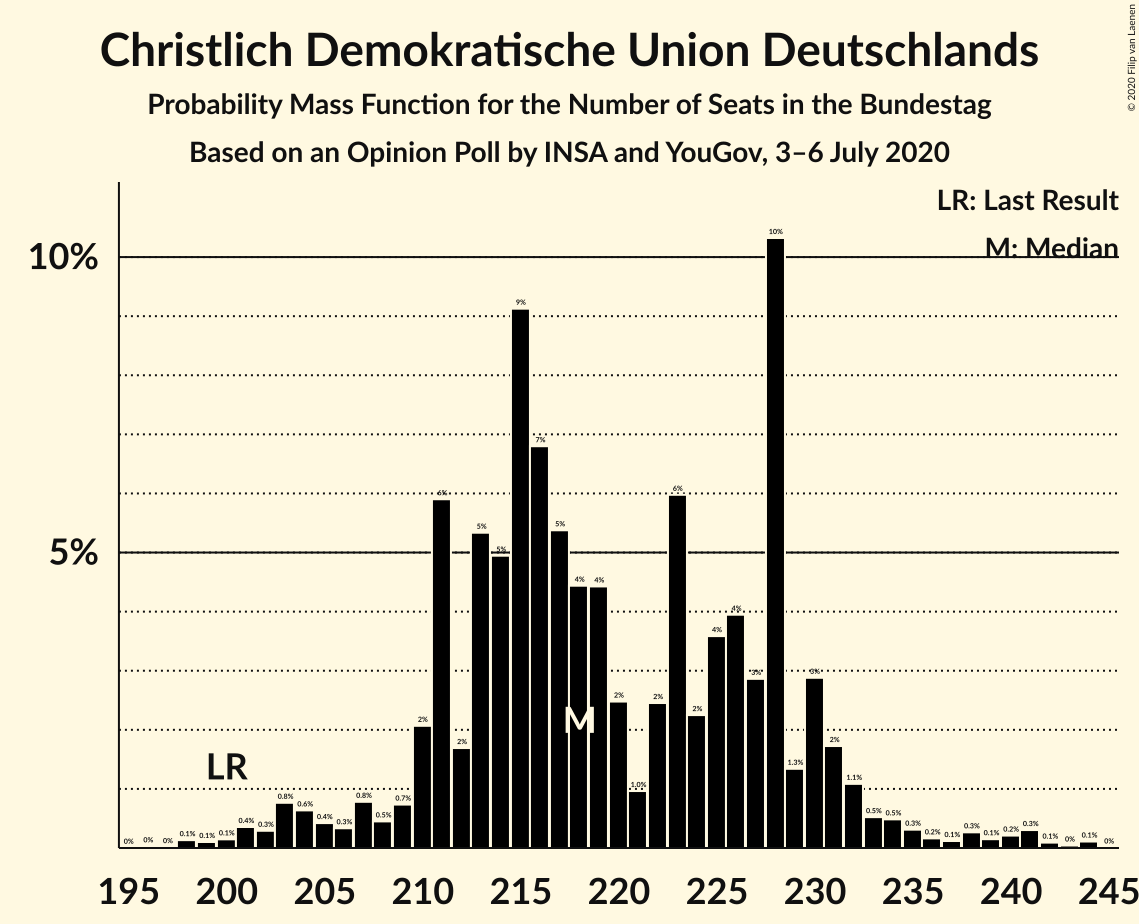 Christlich Demokratische Union Deutschlands
Probability Mass Function for the Number of Seats in the Bundestag
Based on an Opinion Poll by INSA and YouGov, 3–6 July 2020
© 2020 Filip van Laenen
LR: Last Result
M: Median
10%
5%
LR
M
0% 0% 0% 0.1% 0.1% 0.1% 0.4% 0.3% 0.8% 0.6% 0.4% 0.3% 0.8% 0.5% 0.7% 2% 6% 2% 5% 5% 9% 7% 5% 4% 4% 2% 1.0% 2% 6% 2% 4% 4% 3% 10% 1.3% 3% 2% 1.1% 0.5% 0.5% 0.3% 0.2% 0.1% 0.3% 0.1% 0.2% 0.3% 0.1% 0% 0.1% 0%
195 200 205 210 215 220 225 230 235 240 245